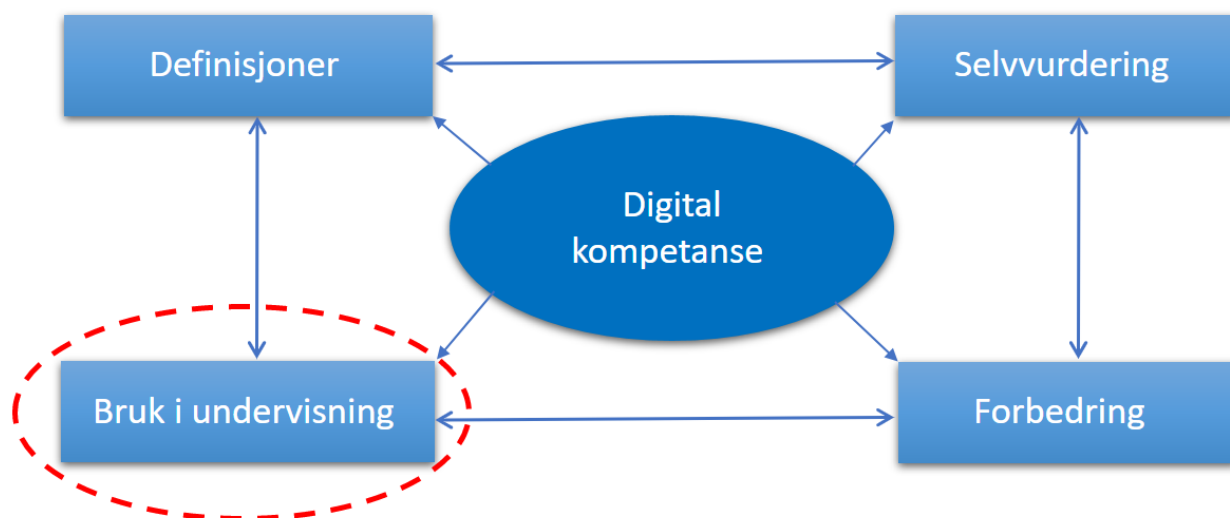 Definisjoner
Selvvurdering
Digital
kompetanse
Bruk i undervisning
Forbedring